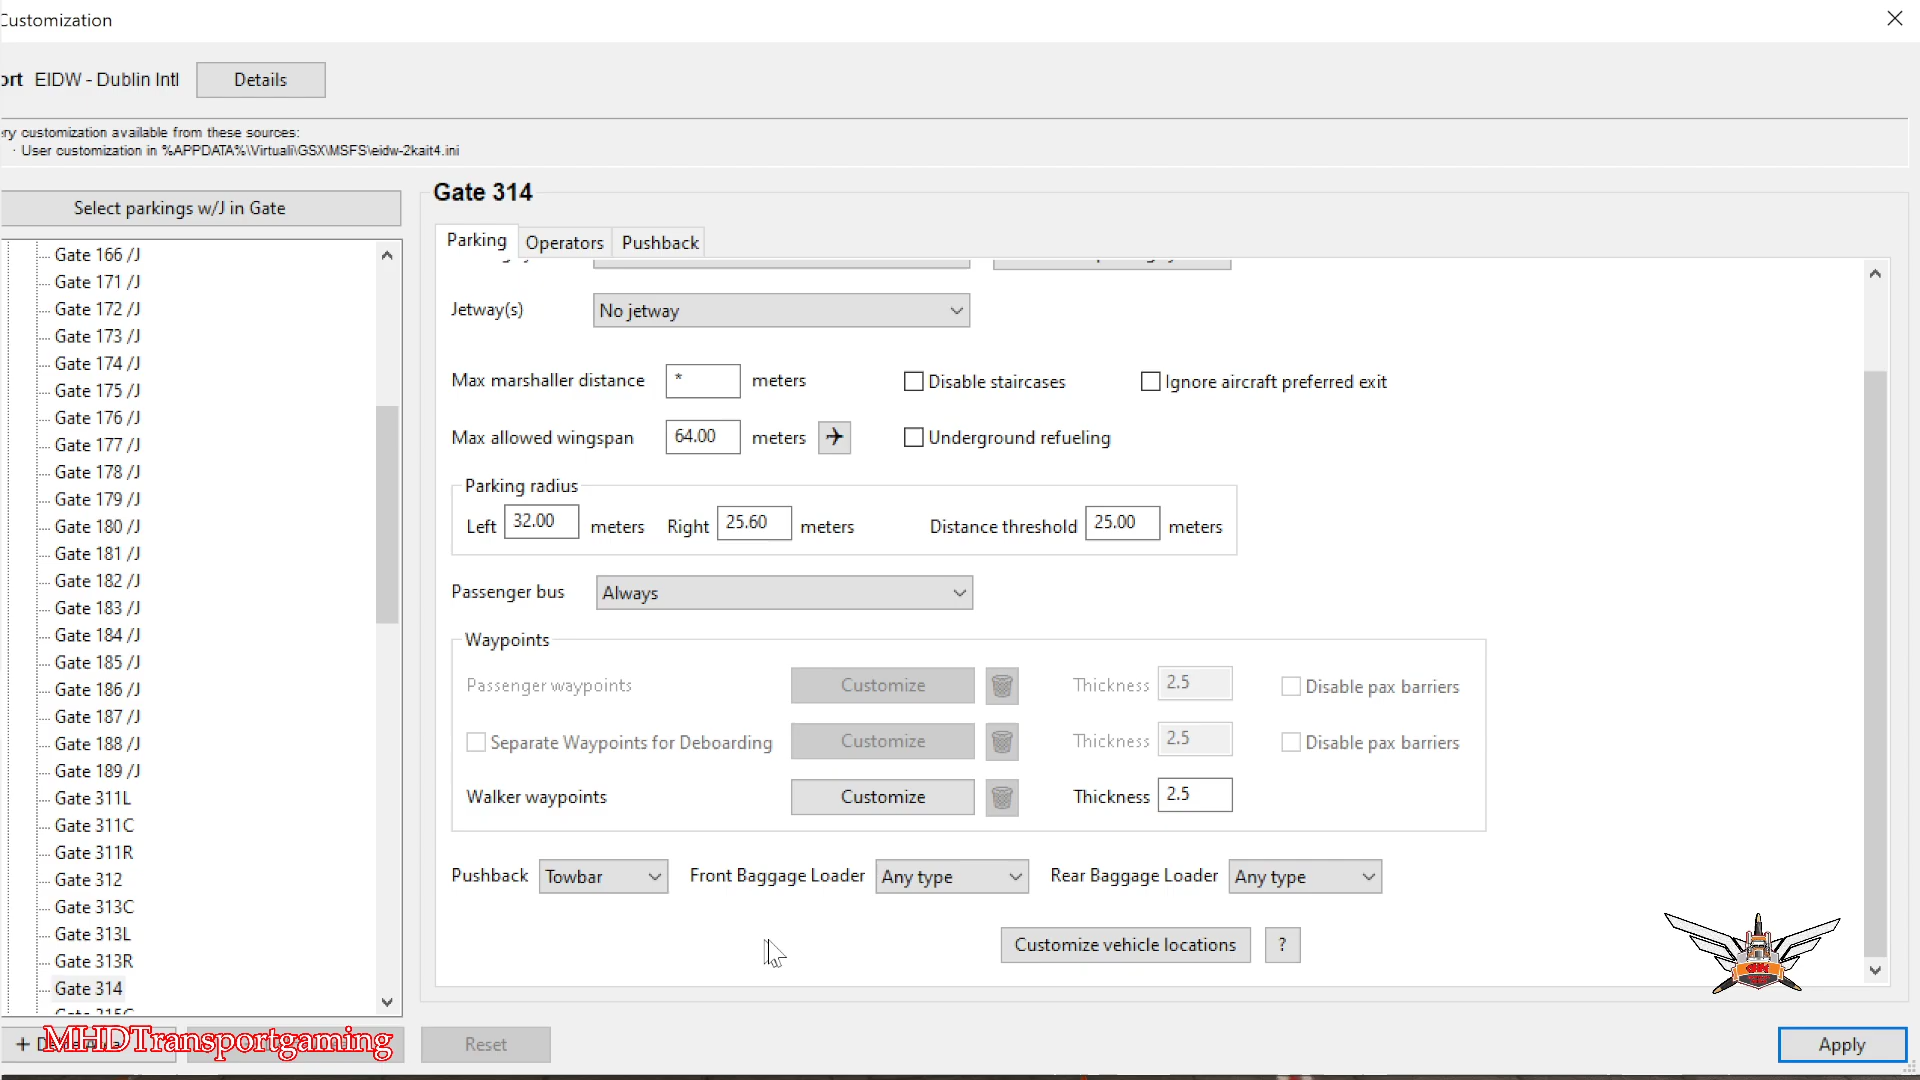 Customization
ort EIDW - Dublin Intl Details
ery customization available from these sources:
· User customization in %APPDATA%\Virtuali\GSX\MSFS\eidw-2kait4.ini
Select parkings w/J in Gate
Gate 166 /J
Gate 171 /J
Gate 172 /J
Gate 173 /J
Gate 174 /J
Gate 175 /J
Gate 176 /J
Gate 177 /J
Gate 178 /J
Gate 179 /J
Gate 180 /J
Gate 181 /J
Gate 182 /J
Gate 183 /J
Gate 184 /J
Gate 185 /J
Gate 186 /J
Gate 187 /J
Gate 188 /J
Gate 189 /J
Gate 311L
Gate 311C
Gate 311R
Gate 312
Gate 313C
Gate 313L
Gate 313R
Gate 314
MHDTransportgaming
Gate 314
Parking Operators Pushback
Jetway(s) No jetway
Max marshaller distance * meters Disable staircases Ignore aircraft preferred exit
Max allowed wingspan 64.00 meters Underground refueling
Parking radius
Left 32.00 meters Right 25.60 meters Distance threshold 25.00 meters
Passenger bus Always
Waypoints
Passenger waypoints Customize Thickness 2.5 Disable pax barriers
Separate Waypoints for Deboarding Customize Thickness 2.5 Disable pax barriers
Walker waypoints Customize Thickness 2.5
Pushback Towbar Front Baggage Loader Any type Rear Baggage Loader Any type
Customize vehicle locations ?
Reset Apply